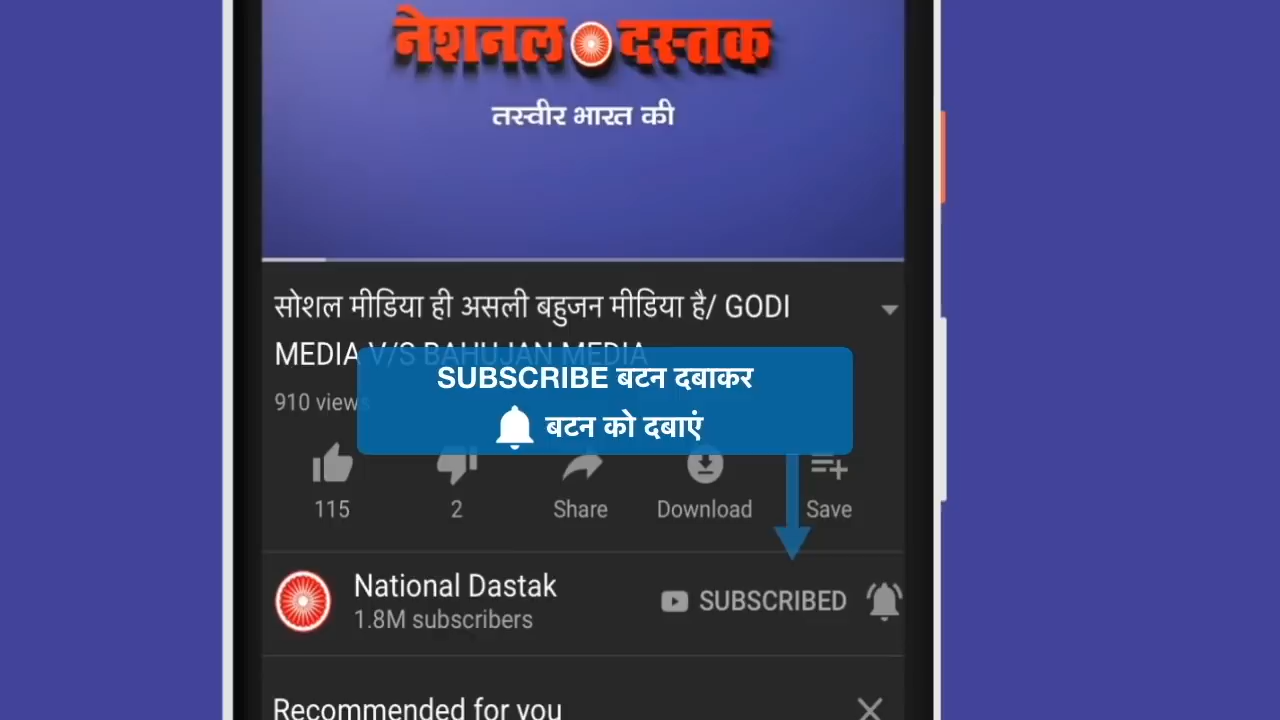 नेशनल दस्तक
तस्वीर भारत की
सोशल मीडिया ही असली बहुजन मीडिया है/ GODI
MEDIA V/S BAHUJAN MEDIA
910 views
SUBSCRIBE बटन दबाकर
बटन को दबाएं
115
2
Share
Download
Save
National Dastak
1.8M subscribers
SUBSCRIBED
Recommended for you